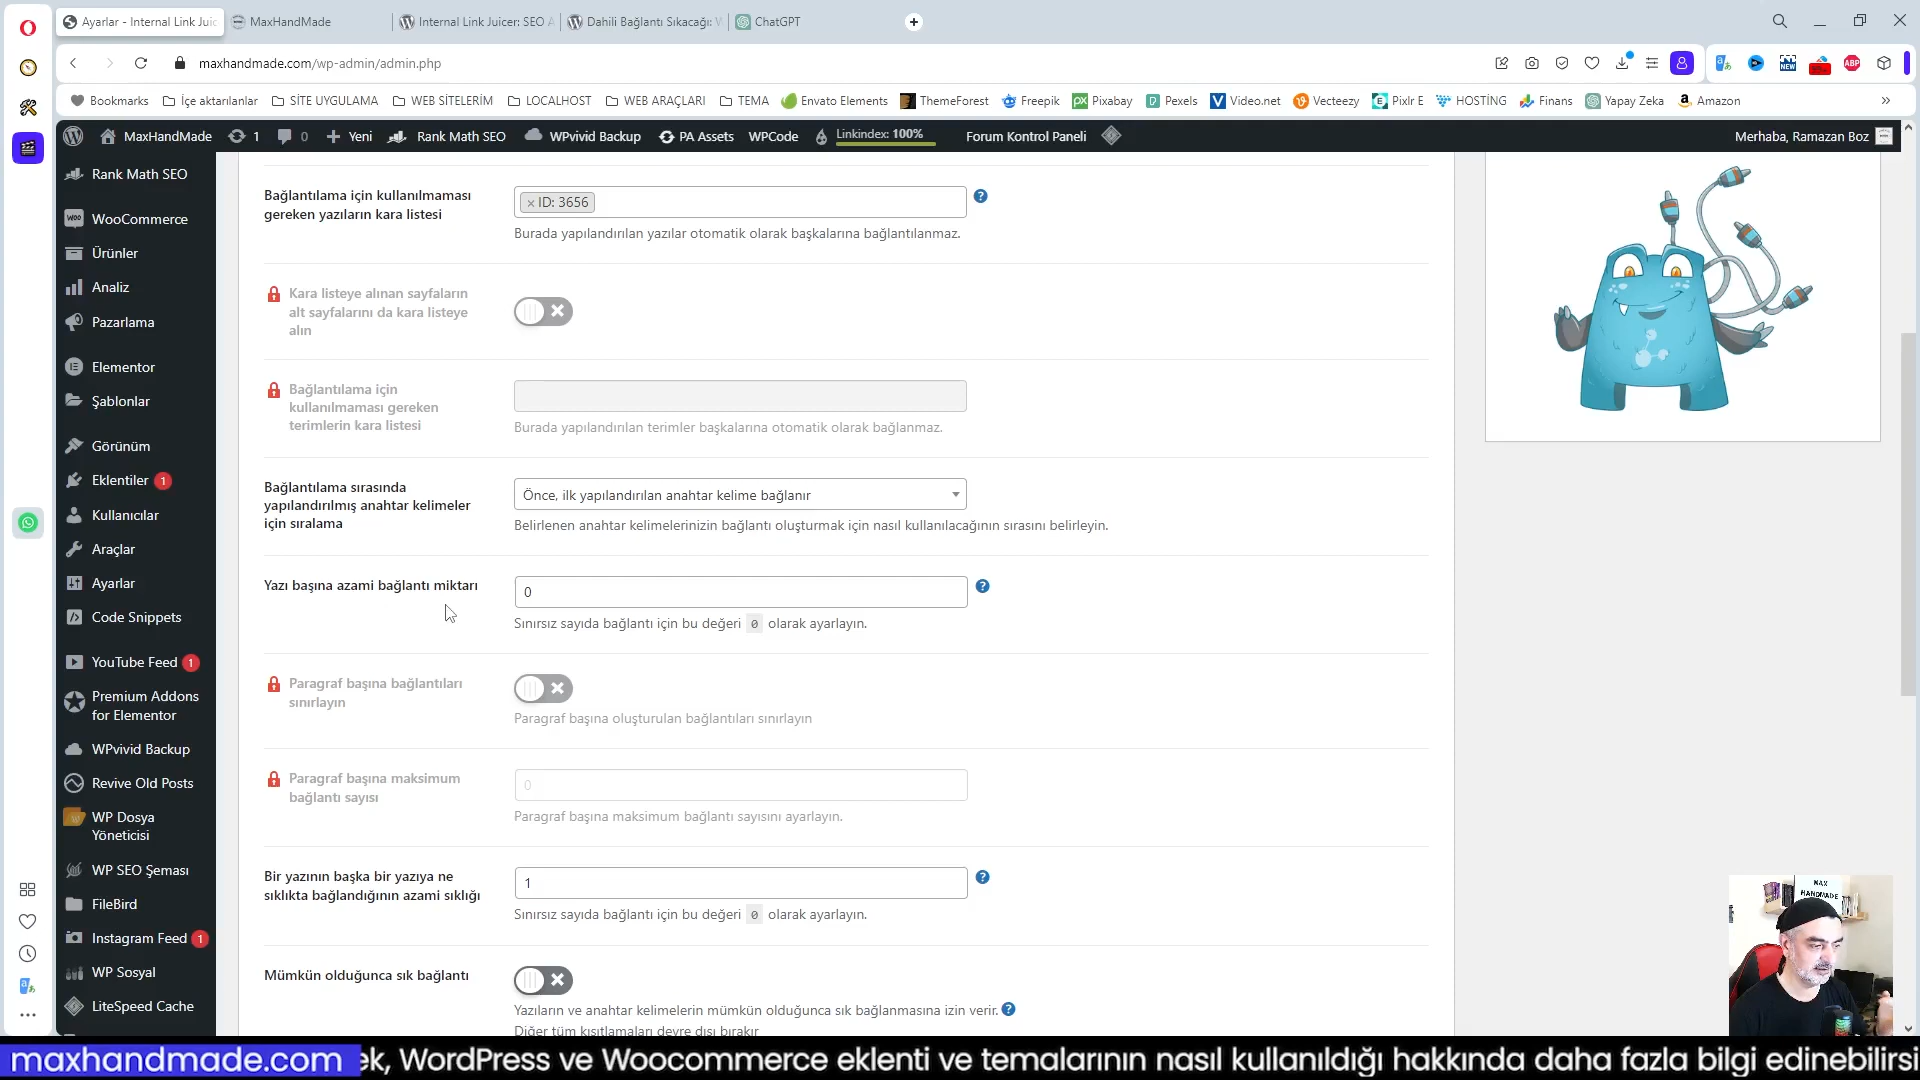 Ayarlar - Internal Link Juic
MaxHandMade
Internal Link Juicer: SEO A
Dahili Bağlantı Sıkacağı: W
ChatGPT
maxhandmade.com/wp-admin/admin.php
Bookmarks
İçe aktarılanlar
SİTE UYGULAMA
WEB SİTELERİM
LOCALHOST
WEB ARAÇLARI
TEMA
Envato Elements
ThemeForest
Freepik
Pixabay
Pexels
Video.net
Vecteezy
Pixlr E
HOSTİNG
Finans
Yapay Zeka
Amazon
MaxHandMade
1
0
Yeni
Rank Math SEO
WPvivid Backup
PA Assets
WPCode
Linkindex: 100%
Forum Kontrol Paneli
Merhaba, Ramazan Boz
Rank Math SEO
WooCommerce
Ürünler
Analiz
Pazarlama
Elementor
Şablonlar
Görünüm
Eklentiler 1
Kullanıcılar
Araçlar
Ayarlar
Code Snippets
YouTube Feed 1
Premium Addons
for Elementor
WPvivid Backup
Revive Old Posts
WP Dosya
Yöneticisi
WP SEO Şeması
FileBird
Instagram Feed 1
WP Sosyal
LiteSpeed Cache
Bağlantılama için kullanılmaması
gereken yazıların kara listesi
× ID: 3656
Burada yapılandırılan yazılar otomatik olarak başkalarına bağlantılanmaz.
Kara listeye alınan sayfaların
alt sayfalarını da kara listeye
alın
Bağlantılama için
kullanılmaması gereken
terimlerin kara listesi
Burada yapılandırılan terimler başkalarına otomatik olarak bağlanmaz.
Bağlantılama sırasında
yapılandırılmış anahtar kelimeler
için sıralama
Önce, ilk yapılandırılan anahtar kelime bağlanır
Belirlenen anahtar kelimelerinizin bağlantı oluşturmak için nasıl kullanılacağının sırasını belirleyin.
Yazı başına azami bağlantı miktarı
0
Sınırsız sayıda bağlantı için bu değeri 0 olarak ayarlayın.
Paragraf başına bağlantıları
sınırlayın
Paragraf başına oluşturulan bağlantıları sınırlayın
Paragraf başına maksimum
bağlantı sayısı
0
Paragraf başına maksimum bağlantı sayısını ayarlayın.
Bir yazının başka bir yazıya ne
sıklıkta bağlandığının azami sıklığı
1
Sınırsız sayıda bağlantı için bu değeri 0 olarak ayarlayın.
Mümkün olduğunca sık bağlantı
Yazıların ve anahtar kelimelerin mümkün olduğunca sık bağlanmasına izin verir.
Diğer tüm kısıtlamaları devre dışı bırakır
MAX
HANDMADE
maxhandmade.com
ek, WordPress ve Woocommerce eklenti ve temalarının nasıl kullanıldığı hakkında daha fazla bilgi edinebilirsi